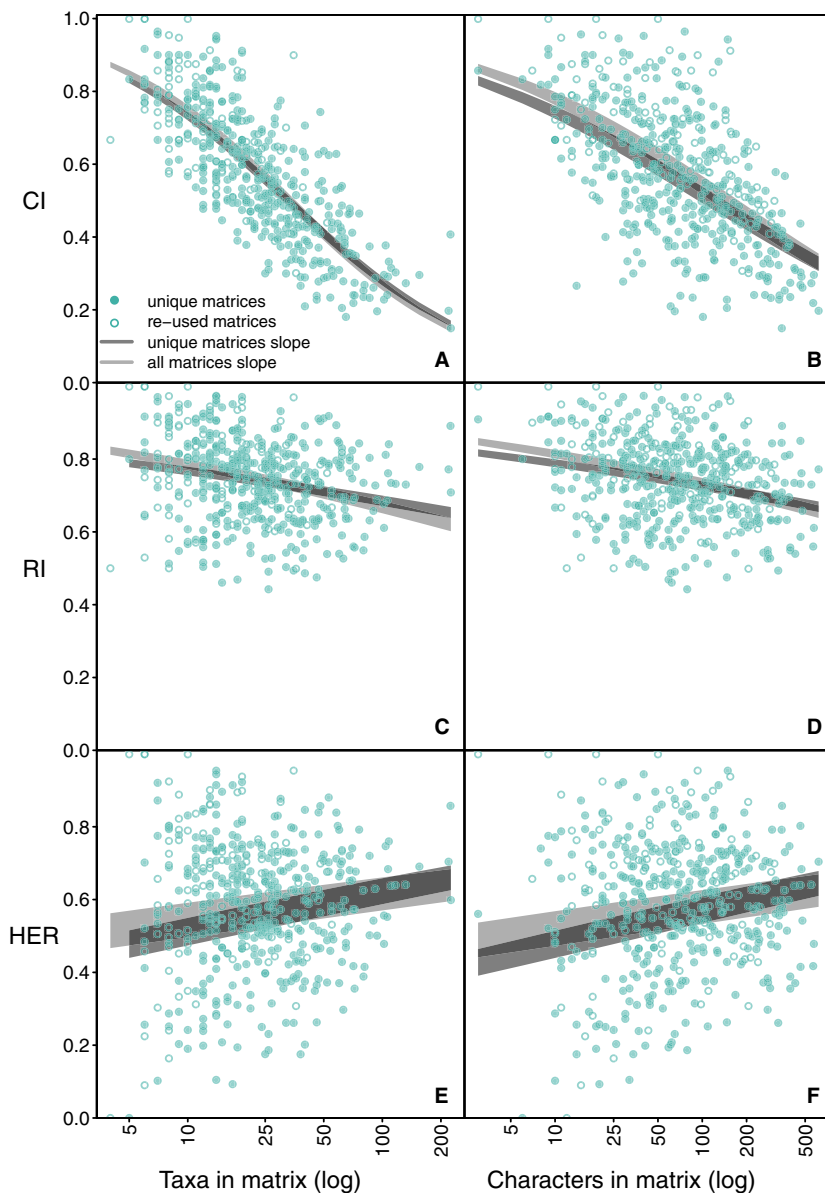 1.0
0.8
0.6
CI
0.4
0.2
unique matrices
re−used matrices
unique matrices slope
all matrices slope
A
B
0.0
0.8
0.6
RI
0.4
0.2
C
D
0.0
0.8
0.6
HER
0.4
0.2
E
F
0.0
5 10 25 50 100 200
5 10 25 50 100 200 500
Taxa in matrix (log)
Characters in matrix (log)